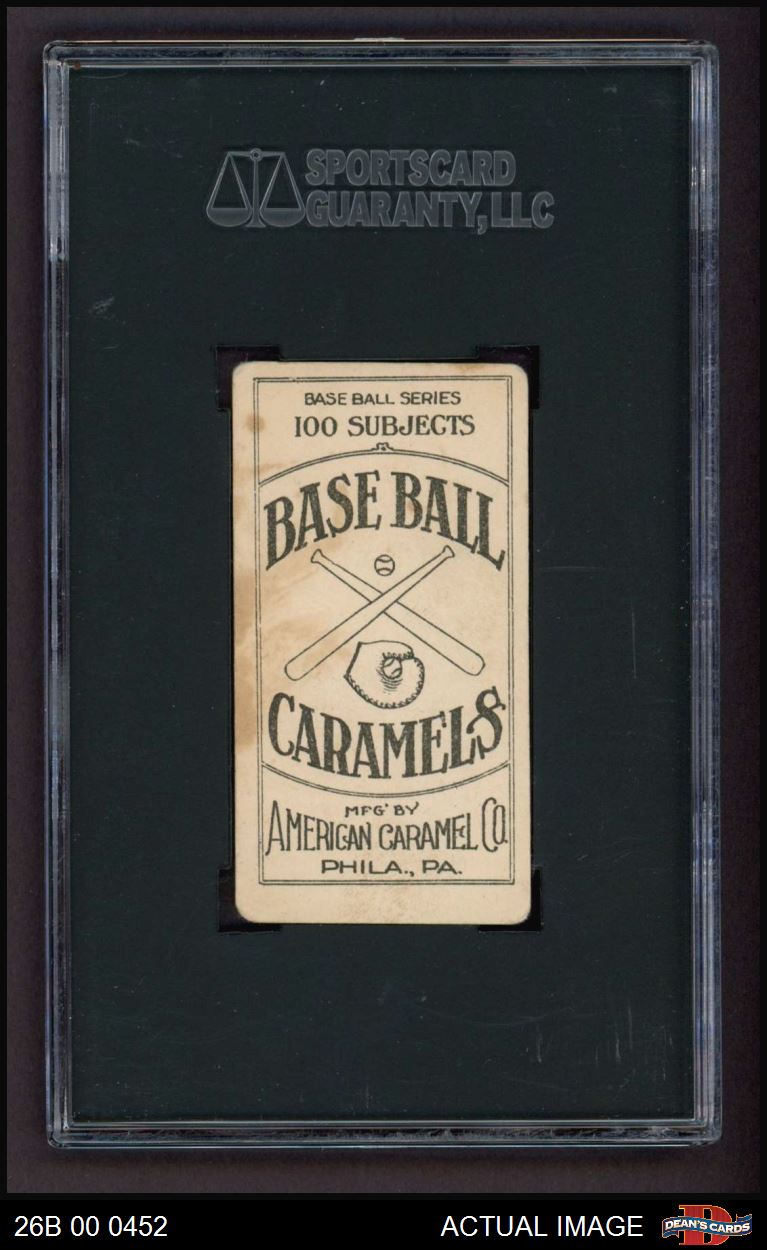 SPORTSCARD
GUARANTY, LLC
BASE BALL SERIES
100 SUBJECTS
BASE BALL
CARAMELS
MFG' BY
AMERICAN CARAMEL CO.
PHILA., PA.
26B 00 0452
ACTUAL IMAGE
DEAN'S CARDS